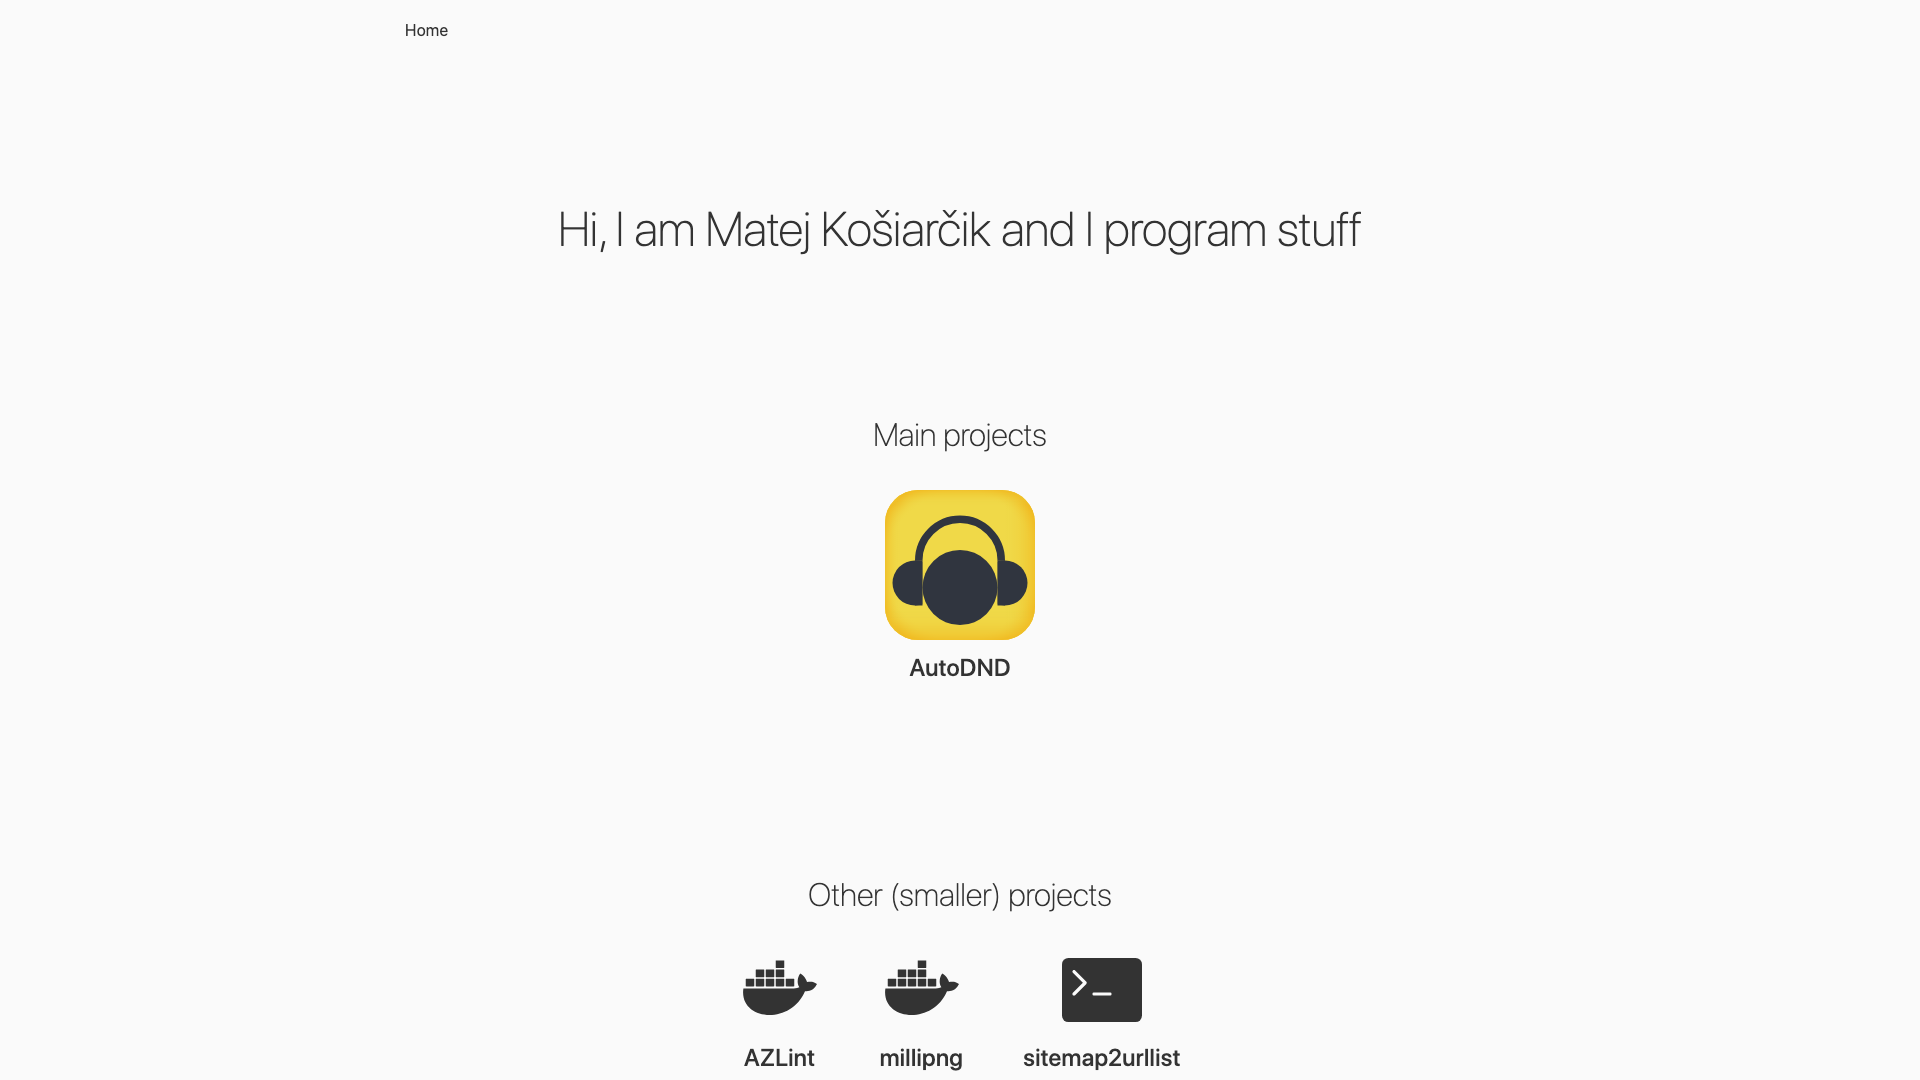 Home
Hi, I am Matej Košiarčik and I program stuff
Main projects
AutoDND
Other (smaller) projects
AZLint
millipng
sitemap2urllist